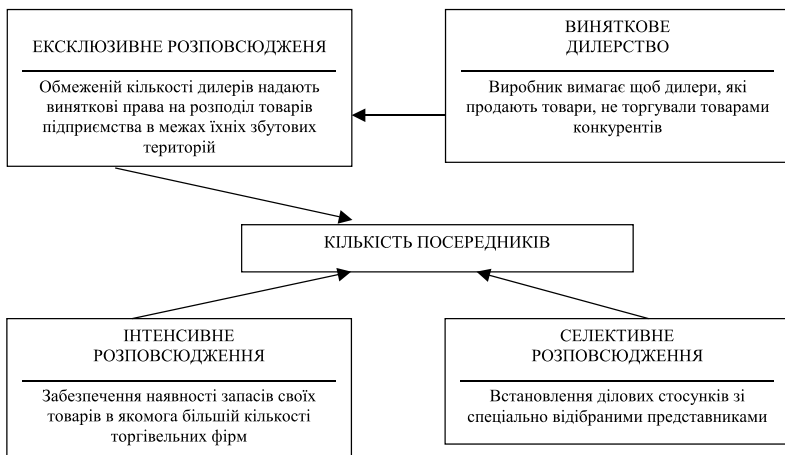 ЕКСКЛЮЗИВНЕ РОЗПОВСЮДЖЕНЯ
Обмеженій кількості дилерів надають
виняткові права на розподіл товарів
підприємства в межах їхніх збутових
територій
ВИНЯТКОВЕ
ДИЛЕРСТВО
Виробник вимагає щоб дилери, які
продають товари, не торгували товарами
конкурентів
КІЛЬКІСТЬ ПОСЕРЕДНИКІВ
ІНТЕНСИВНЕ
РОЗПОВСЮДЖЕННЯ
Забезпечення наявності запасів своїх
товарів в якомога більшій кількості
торгівельних фірм
СЕЛЕКТИВНЕ
РОЗПОВСЮДЖЕННЯ
Встановлення ділових стосунків зі
спеціально відібраними представниками